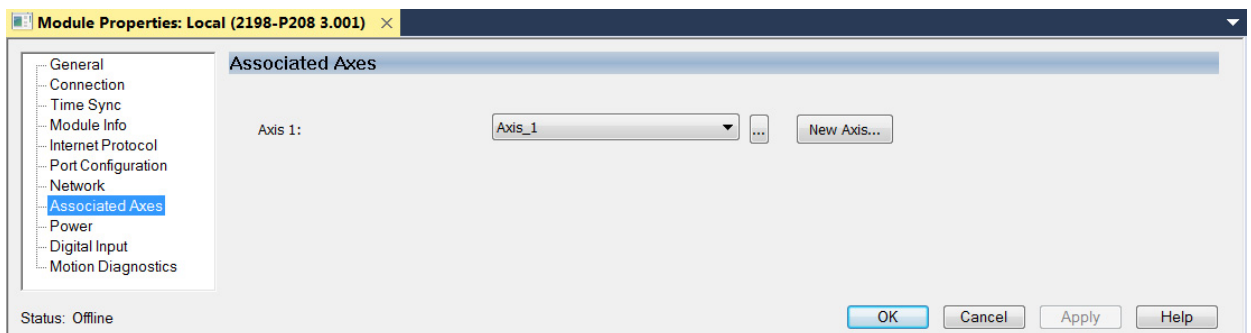 Module Properties: Local (2198-P208 3.001)
General
Connection
Time Sync
Module Info
Internet Protocol
Port Configuration
Network
Associated Axes
Power
Digital Input
Motion Diagnostics
Associated Axes
Axis 1: Axis_1 ... New Axis...
Status: Offline OK Cancel Apply Help